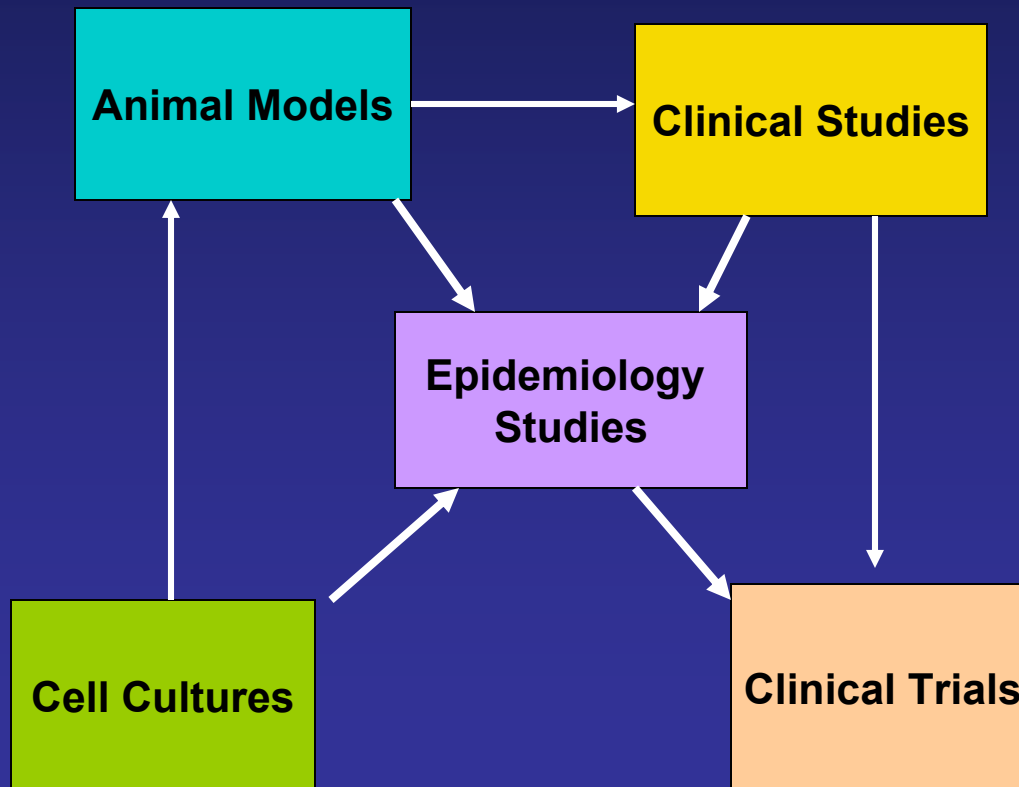 Animal Models
Clinical Studies
Epidemiology
Studies
Cell Cultures
Clinical Trials